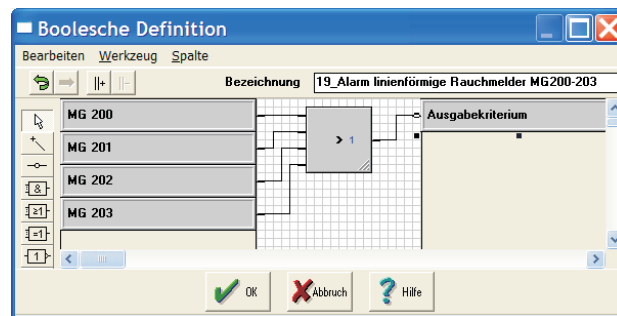 Boolesche Definition
Bearbeiten Werkzeug Spalte
Bezeichnung 19_Alarm linienförmige Rauchmelder MG200-203
MG 200
MG 201
MG 202
MG 203
> 1
Ausgabekriterium
&
≥1
=1
1
OK
Abbruch
Hilfe